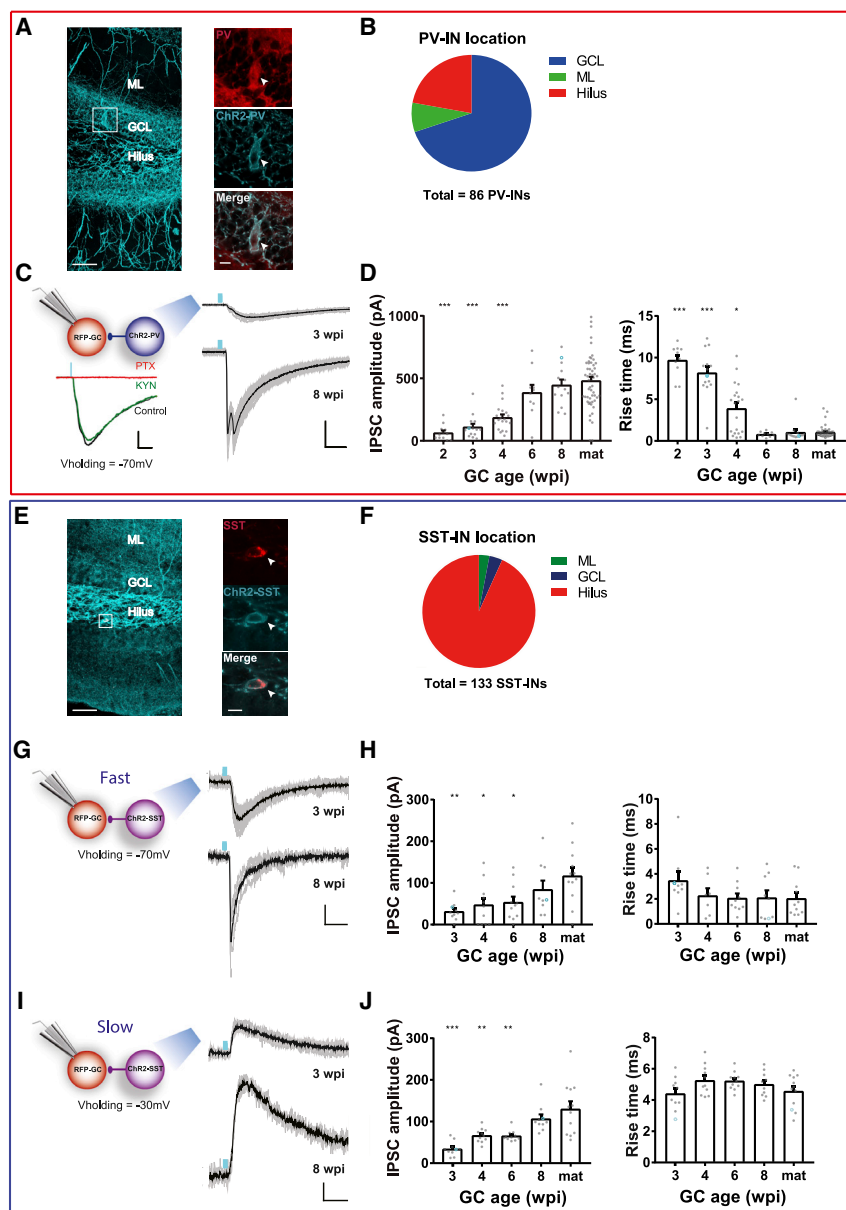 A
ML
GCL
Hilus
PV
ChR2-PV
Merge
B
PV-IN location
GCL
ML
Hilus
Total = 86 PV-INs
C
RFP-GC
ChR2-PV
PTX
KYN
Control
Vholding = -70mV
3 wpi
8 wpi
D
IPSC amplitude (pA)
1000
500
0
*** *** ***
2 3 4 6 8 mat
GC age (wpi)
Rise time (ms)
15
10
5
0
*** *** *
2 3 4 6 8 mat
GC age (wpi)
E
ML
GCL
Hilus
SST
ChR2-SST
Merge
F
SST-IN location
ML
GCL
Hilus
Total = 133 SST-INs
G
Fast
RFP-GC
ChR2-SST
Vholding = -70mV
3 wpi
8 wpi
H
IPSC amplitude (pA)
300
200
100
0
** * *
3 4 6 8 mat
GC age (wpi)
Rise time (ms)
10
8
6
4
2
0
3 4 6 8 mat
GC age (wpi)
I
Slow
RFP-GC
ChR2-SST
Vholding = -30mV
3 wpi
8 wpi
J
IPSC amplitude (pA)
300
200
100
0
*** ** **
3 4 6 8 mat
GC age (wpi)
Rise time (ms)
8
6
4
2
0
3 4 6 8 mat
GC age (wpi)